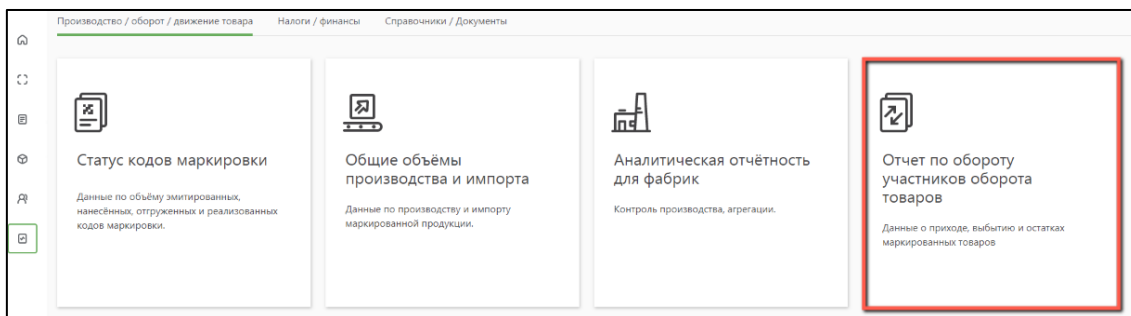 Производство / оборот / движение товара
Налоги / финансы
Справочники / Документы
Статус кодов маркировки
Данные по объёму эмитированных,
нанесённых, отгруженных и реализованных
кодов маркировки.
Общие объёмы
производства и импорта
Данные по производству и импорту
маркированной продукции.
Аналитическая отчётность
для фабрик
Контроль производства, агрегации.
Отчет по обороту
участников оборота
товаров
Данные о приходе, выбытию и остатках
маркированных товаров